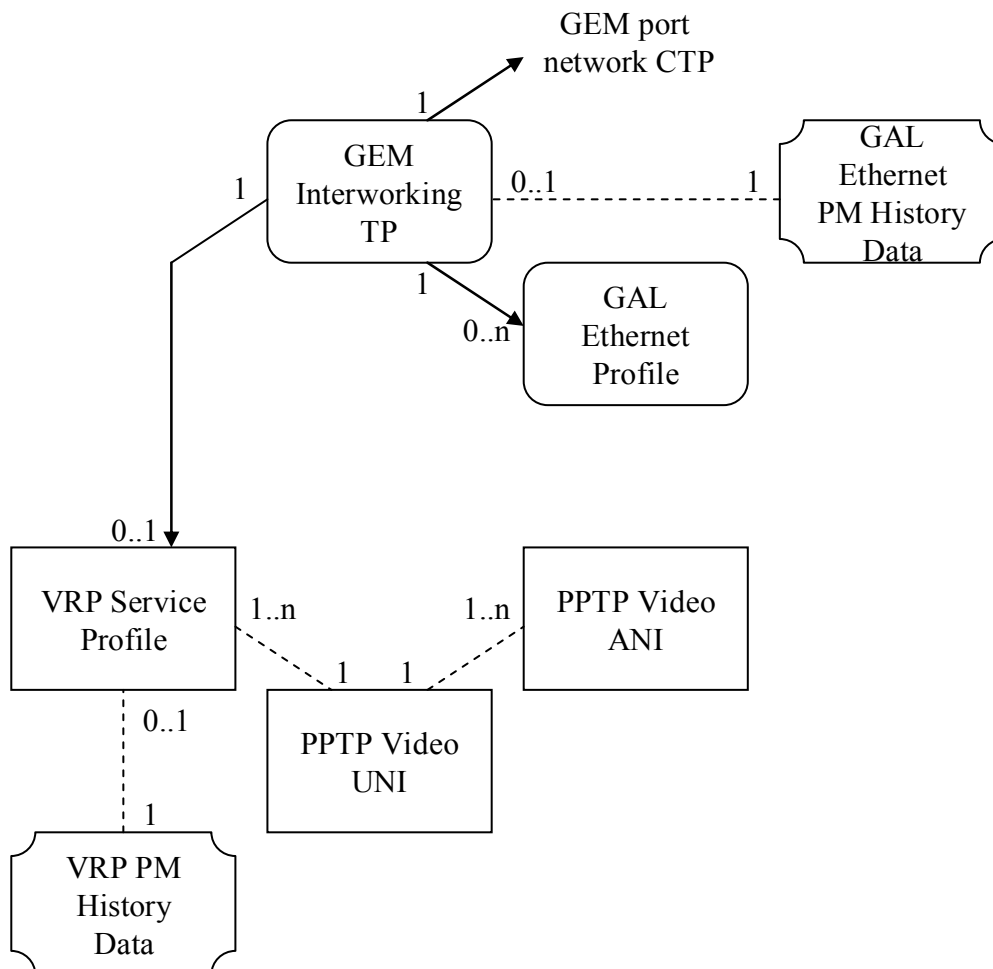 GEM port
network CTP
1
GEM
Interworking
TP
1
0..1
1
GAL
Ethernet
PM History
Data
1
0..n
GAL
Ethernet
Profile
0..1
VRP Service
Profile
1..n
1..n
PPTP Video
ANI
1
1
0..1
PPTP Video
UNI
1
VRP PM
History
Data